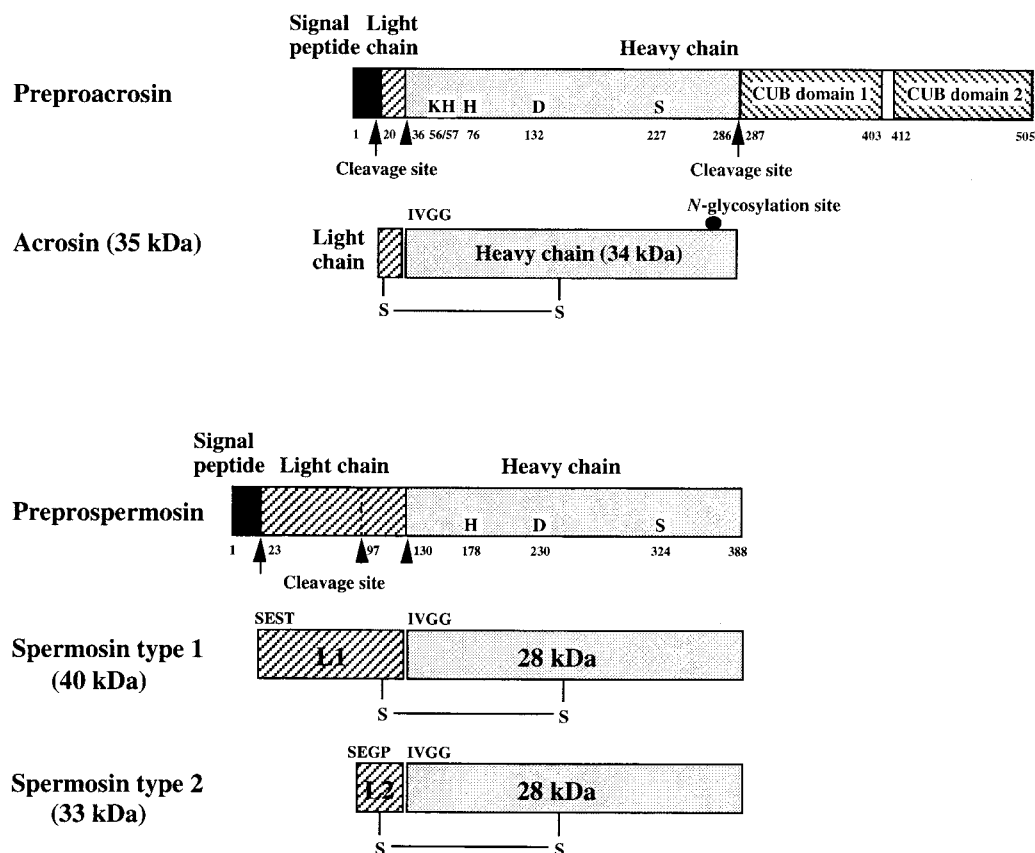 Signal Light
peptide chain
Heavy chain
Preproacrosin
KH H D S
CUB domain 1
CUB domain 2
1 20 36 56/57 76 132 227 286 287 403 412 505
Cleavage site
Cleavage site
N-glycosylation site
IVGG
Acrosin (35 kDa)
Light
chain
Heavy chain (34 kDa)
S S
Signal
peptide
Light chain
Heavy chain
Preprospermosin
H D S
1 23 97 130 178 230 324 388
Cleavage site
SEST IVGG
Spermosin type 1
(40 kDa)
L1
28 kDa
S S
SEGP IVGG
Spermosin type 2
(33 kDa)
L2
28 kDa
S S